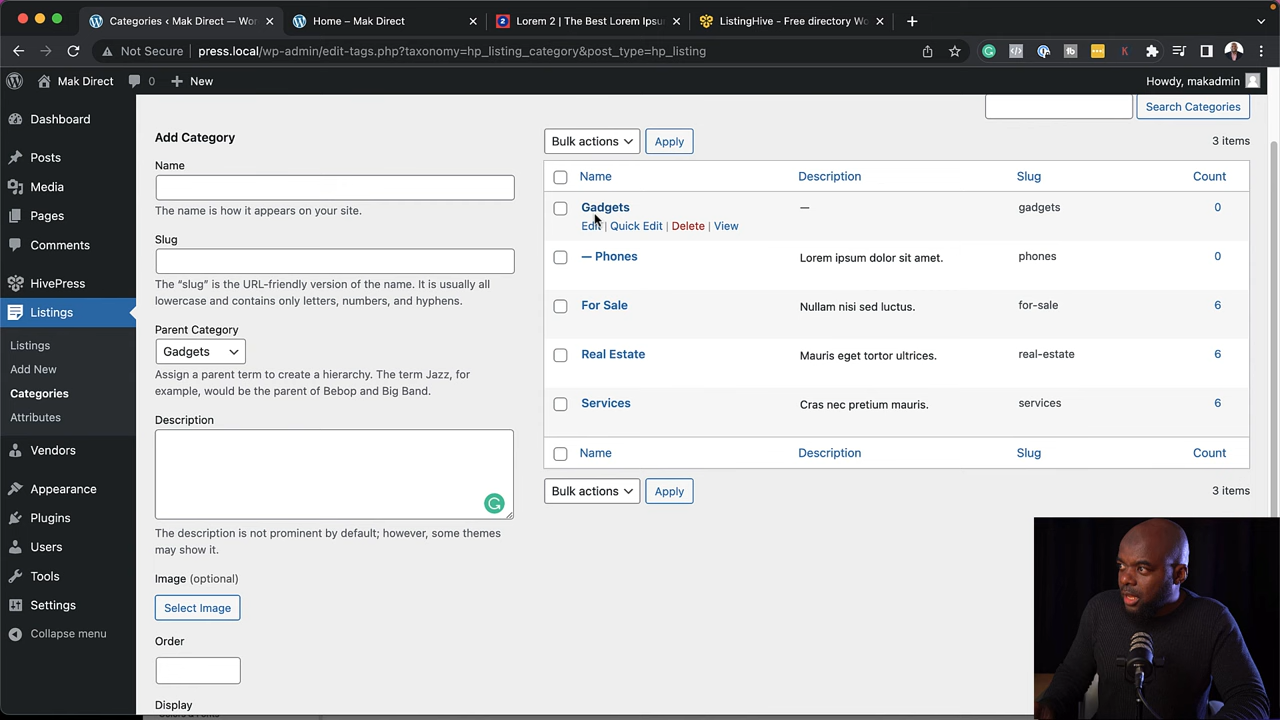 Categories ‹ Mak Direct — Wor
Home – Mak Direct
2
Lorem 2 | The Best Lorem Ipsu
ListingHive - Free directory Wo
Not Secure
press.local/wp-admin/edit-tags.php?taxonomy=hp_listing_category&post_type=hp_listing
Mak Direct
0
New
Howdy, makadmin
Dashboard
Posts
Media
Pages
Comments
HivePress
Listings
Listings
Add New
Categories
Attributes
Vendors
Appearance
Plugins
Users
Tools
Settings
Collapse menu
Add Category
Name
The name is how it appears on your site.
Slug
The “slug” is the URL-friendly version of the name. It is usually all
lowercase and contains only letters, numbers, and hyphens.
Parent Category
Gadgets
Assign a parent term to create a hierarchy. The term Jazz, for
example, would be the parent of Bebop and Big Band.
Description
The description is not prominent by default; however, some themes
may show it.
Image (optional)
Select Image
Order
Display
Search Categories
Bulk actions
Apply
3 items
Name Description Slug Count
Gadgets — gadgets 0
Edit | Quick Edit | Delete | View
— Phones Lorem ipsum dolor sit amet. phones 0
For Sale Nullam nisi sed luctus. for-sale 6
Real Estate Mauris eget tortor ultrices. real-estate 6
Services Cras nec pretium mauris. services 6
Name Description Slug Count
Bulk actions
Apply
3 items